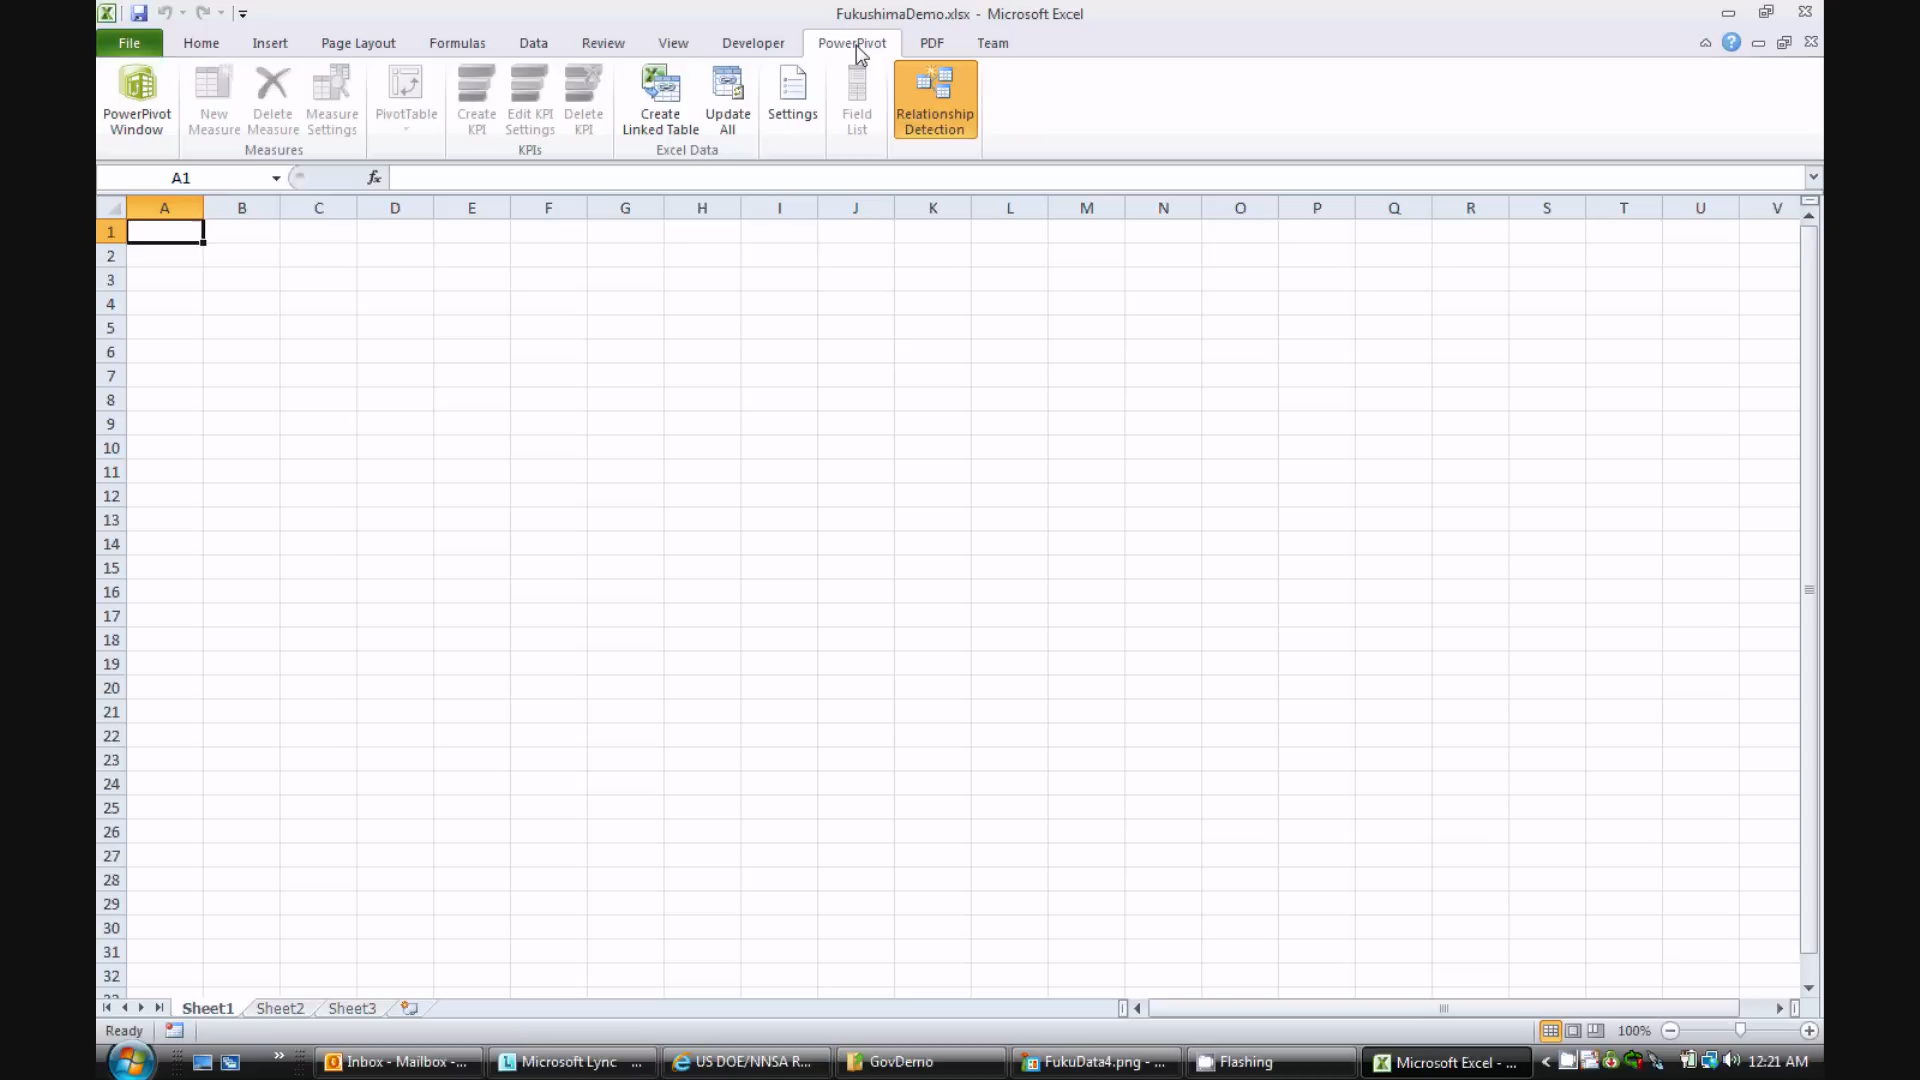 FukushimaDemo.xlsx - Microsoft Excel
File Home Insert Page Layout Formulas Data Review View Developer PowerPivot PDF Team
PowerPivot Window
New Measure
Delete Measure
Measure Settings
Measures
PivotTable
Create KPI
Edit KPI Settings
Delete KPI
KPIs
Create Linked Table
Update All
Excel Data
Settings
Field List
Relationship Detection
A1 fx
A B C D E F G H I J K L M N O P Q R S T U V
1
2
3
4
5
6
7
8
9
10
11
12
13
14
15
16
17
18
19
20
21
22
23
24
25
26
27
28
29
30
31
32
Sheet1 Sheet2 Sheet3
Ready 100%
Inbox - Mailbox -... Microsoft Lync ... US DOE/NNSA R... GovDemo FukuData4.png - ... Flashing Microsoft Excel - ... 12:21 AM